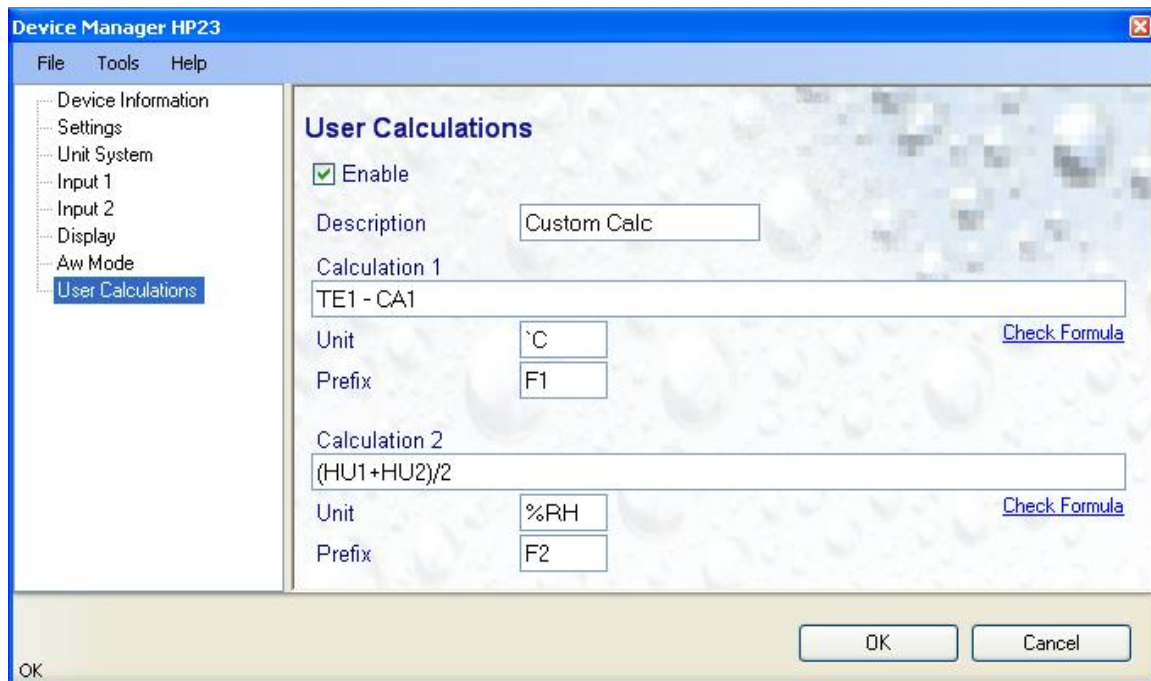 Device Manager HP23
File Tools Help
Device Information
Settings
Unit System
Input 1
Input 2
Display
Aw Mode
User Calculations
User Calculations
Enable
Description Custom Calc
Calculation 1
TE1 - CA1
Unit `C Check Formula
Prefix F1
Calculation 2
(HU1+HU2)/2
Unit %RH Check Formula
Prefix F2
OK Cancel
OK